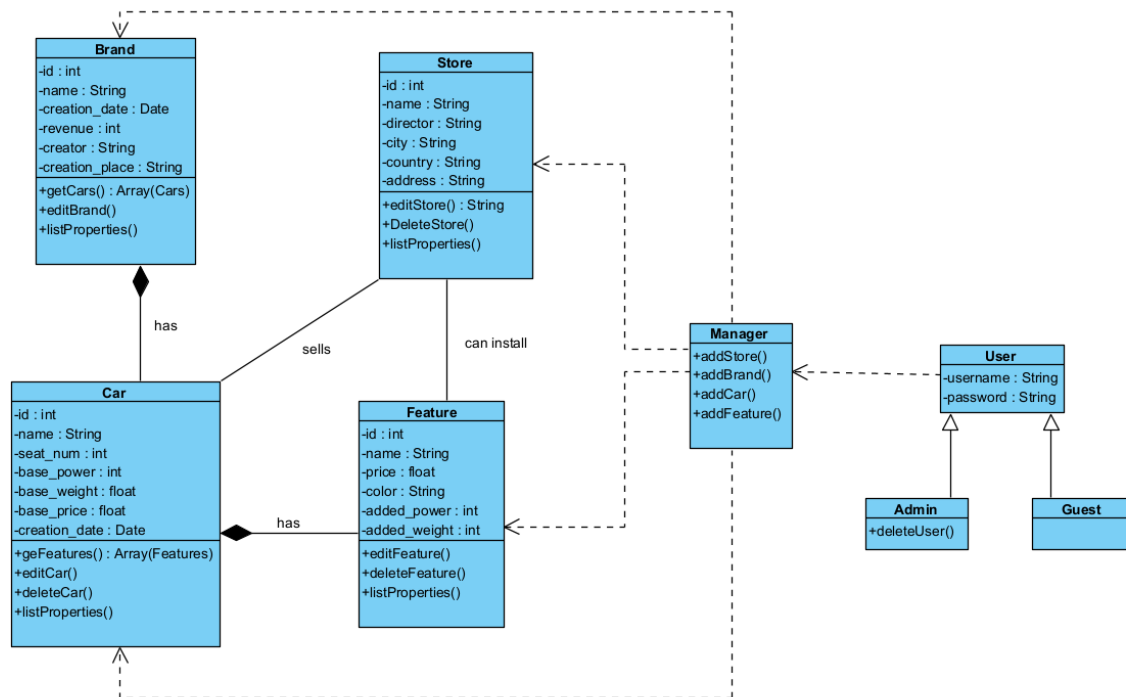 Brand
-id : int
-name : String
-creation_date : Date
-revenue : int
-creator : String
-creation_place : String
+getCars() : Array(Cars)
+editBrand()
+listProperties()
Store
-id : int
-name : String
-director : String
-city : String
-country : String
-address : String
+editStore() : String
+DeleteStore()
+listProperties()
has
sells
can install
Manager
+addStore()
+addBrand()
+addCar()
+addFeature()
User
-username : String
-password : String
Car
-id : int
-name : String
-seat_num : int
-base_power : int
-base_weight : float
-base_price : float
-creation_date : Date
+geFeatures() : Array(Features)
+editCar()
+deleteCar()
+listProperties()
has
Feature
-id : int
-name : String
-price : float
-color : String
-added_power : int
-added_weight : int
+editFeature()
+deleteFeature()
+listProperties()
Admin
+deleteUser()
Guest